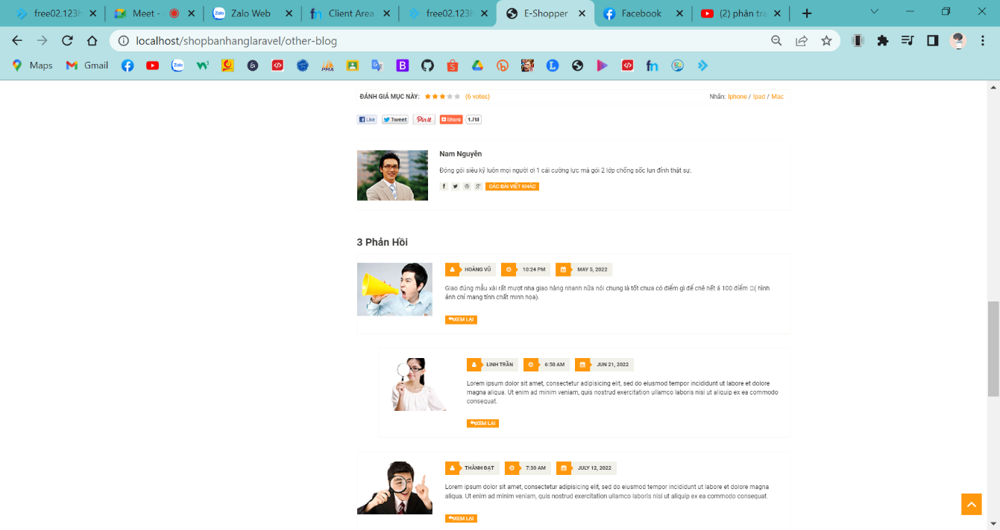 free02.123h
Meet -
Zalo Web
Client Area
free02.123h
E-Shopper
Facebook
(2) phân tra
localhost/shopbanhanglaravel/other-blog
Maps
Gmail
ĐÁNH GIÁ MỤC NÀY: (6 votes)
Nhãn: Iphone / Ipad / Mac
Like
Tweet
Pin it
Share
1.7M
Nam Nguyên
Đóng gói siêu kỹ luôn mọi người ơi 1 cái cường lực mà gói 2 lớp chống sốc lun đỉnh thật sự.
CÁC BÀI VIẾT KHÁC
3 Phản Hồi
HOÀNG VŨ
10:24 PM
MAY 5, 2022
Giao đúng mẫu xài rất mượt nha giao hàng nhanh nữa nói chung là tốt chưa có điểm gì để chê hết á 100 điểm ( hình
ảnh chỉ mang tính chất minh họa).
XEM LẠI
LINH TRẦN
6:50 AM
JUN 21, 2022
Lorem ipsum dolor sit amet, consectetur adipisicing elit, sed do eiusmod tempor incididunt ut labore et dolore
magna aliqua. Ut enim ad minim veniam, quis nostrud exercitation ullamco laboris nisi ut aliquip ex ea commodo
consequat.
XEM LẠI
THÀNH ĐẠT
7:30 AM
JULY 12, 2022
Lorem ipsum dolor sit amet, consectetur adipisicing elit, sed do eiusmod tempor incididunt ut labore et dolore magna
aliqua. Ut enim ad minim veniam, quis nostrud exercitation ullamco laboris nisi ut aliquip ex ea commodo consequat.
XEM LẠI